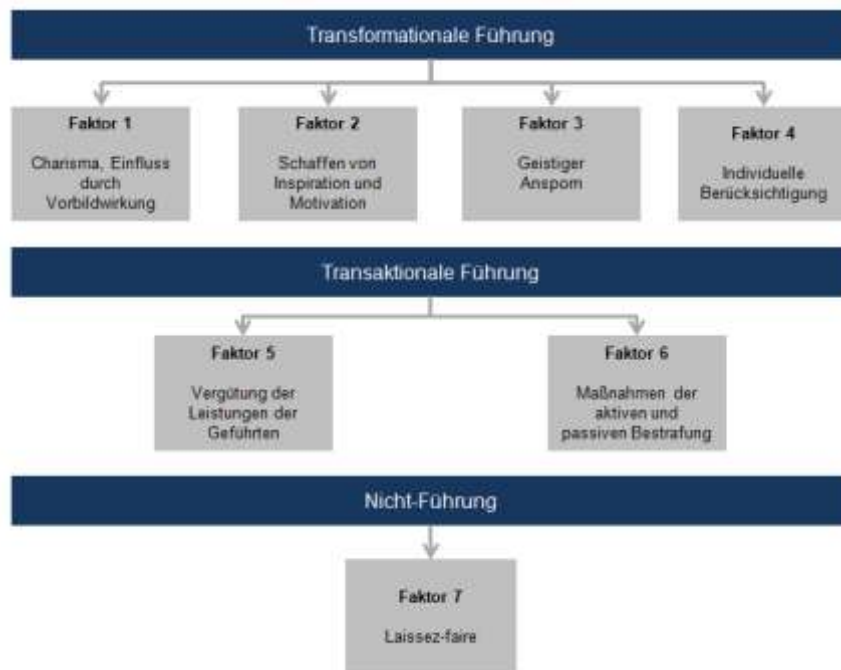 Transformationale Führung
Faktor 1
Charisma, Einfluss
durch
Vorbildwirkung
Faktor 2
Schaffen von
Inspiration und
Motivation
Faktor 3
Geistiger
Ansporn
Faktor 4
Individuelle
Berücksichtigung
Transaktionale Führung
Faktor 5
Vergütung der
Leistungen der
Geführten
Faktor 6
Maßnahmen der
aktiven und
passiven Bestrafung
Nicht-Führung
Faktor 7
Laissez-faire